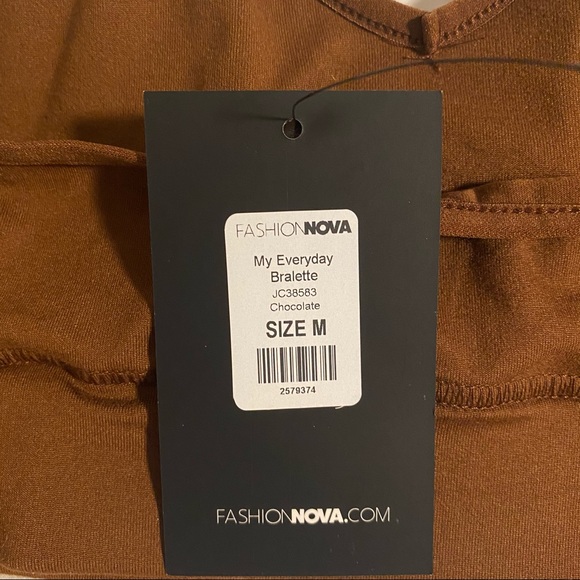 FASHIONNOVA
My Everyday
Bralette
JC38583
Chocolate
SIZE M
2579374
FASHIONNOVA.COM